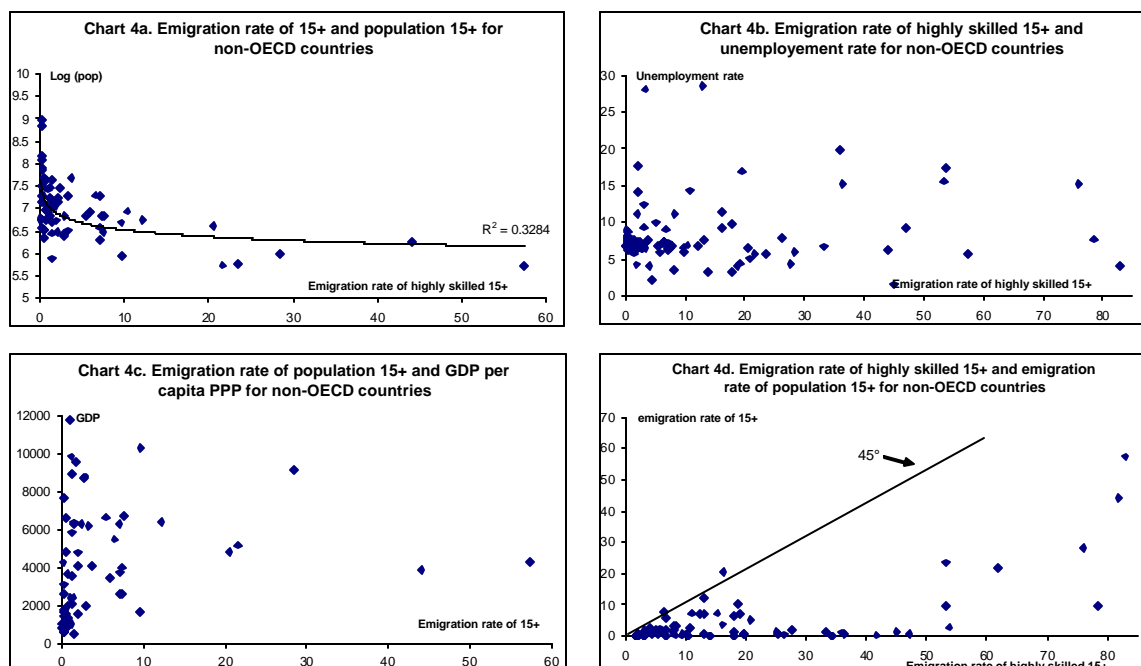 Chart 4a. Emigration rate of 15+ and population 15+ for
non-OECD countries
Log (pop)
10
9.5
9
8.5
8
7.5
7
6.5
6
5.5
5
R² = 0.3284
Emigration rate of highly skilled 15+
0 10 20 30 40 50 60
Chart 4b. Emigration rate of highly skilled 15+ and
unemployement rate for non-OECD countries
Unemployment rate
30
25
20
15
10
5
0
Emigration rate of highly skilled 15+
0 10 20 30 40 50 60 70 80
Chart 4c. Emigration rate of population 15+ and GDP per
capita PPP for non-OECD countries
GDP
12000
10000
8000
6000
4000
2000
0
Emigration rate of 15+
0 10 20 30 40 50 60
Chart 4d. Emigration rate of highly skilled 15+ and emigration
rate of population 15+ for non-OECD countries
emigration rate of 15+
70
60
50
40
30
20
10
0
45°
0 10 20 30 40 50 60 70 80
Emigration rate of highly skilled 15+